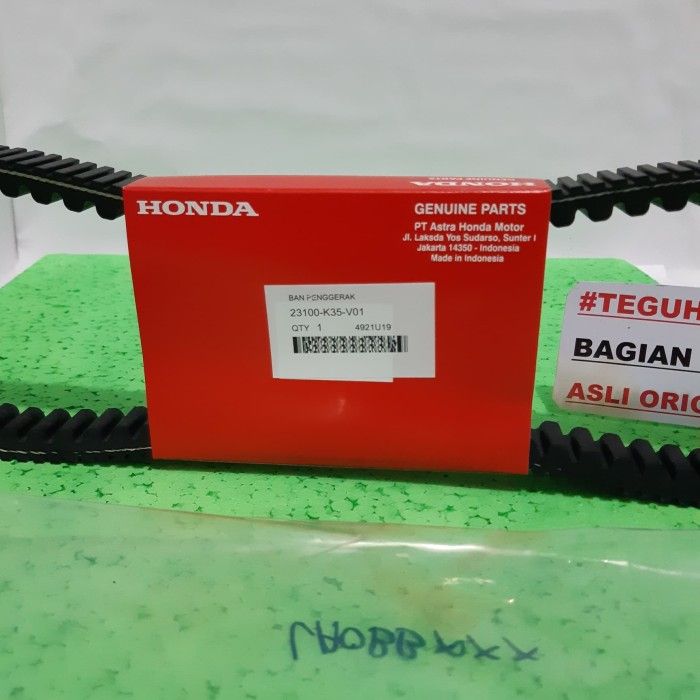 HONDA
HONDA
GENUINE PARTS
PT Astra Honda Motor
Jl. Laksda Yos Sudarso, Sunter I
Jakarta 14350 - Indonesia
Made in Indonesia
BAN PENGGERAK
23100-K35-V01
QTY 1 4921U19
#TEGUH
BAGIAN
ASLI ORIG